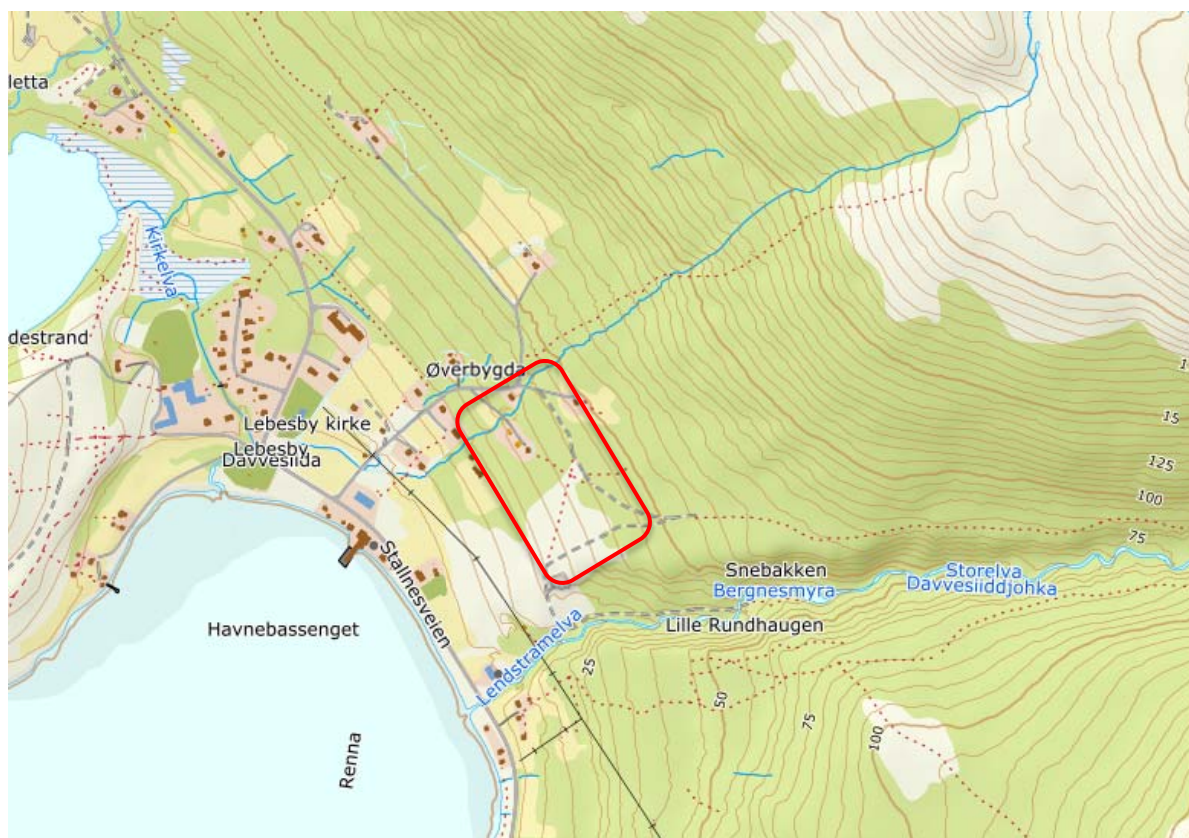 letta
Kirkelva
destrand
Øverbygda
Lebesby kirke
Lebesby
Davvesiida
15
125
100
75
Stallnesveien
Snebakken
Bergnesmyra
Storelva
Davvesiiddjohka
Havnebassenget
Lille Rundhaugen
Lendstramelva
25
50
75
100
Renna